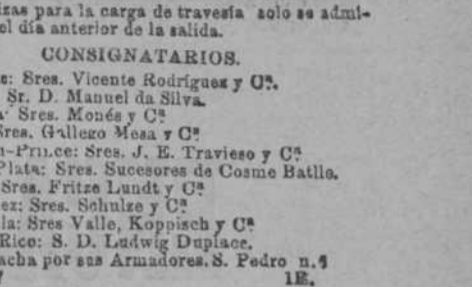 izas para la carga de travesía solo se admi-
el día anterior de la salida.
CONSIGNATARIOS.
s: Sres. Vicente Rodríguez y Cª.
Sr. D. Manuel da Silva.
Sres. Monés y Cª
Sres. Gallego Mesa y Cª
-Prince: Sres. J. E. Travieso y Cª
Plata: Sres. Sucesores de Cosme Batlle.
Sres. Fritze Lundt y Cª
ez: Sres. Schulze y Cª
la: Sres Valle, Koppisch y Cª
Rico: S. D. Ludwig Duplace.
acha por sus Armadores. S. Pedro n.
1E.